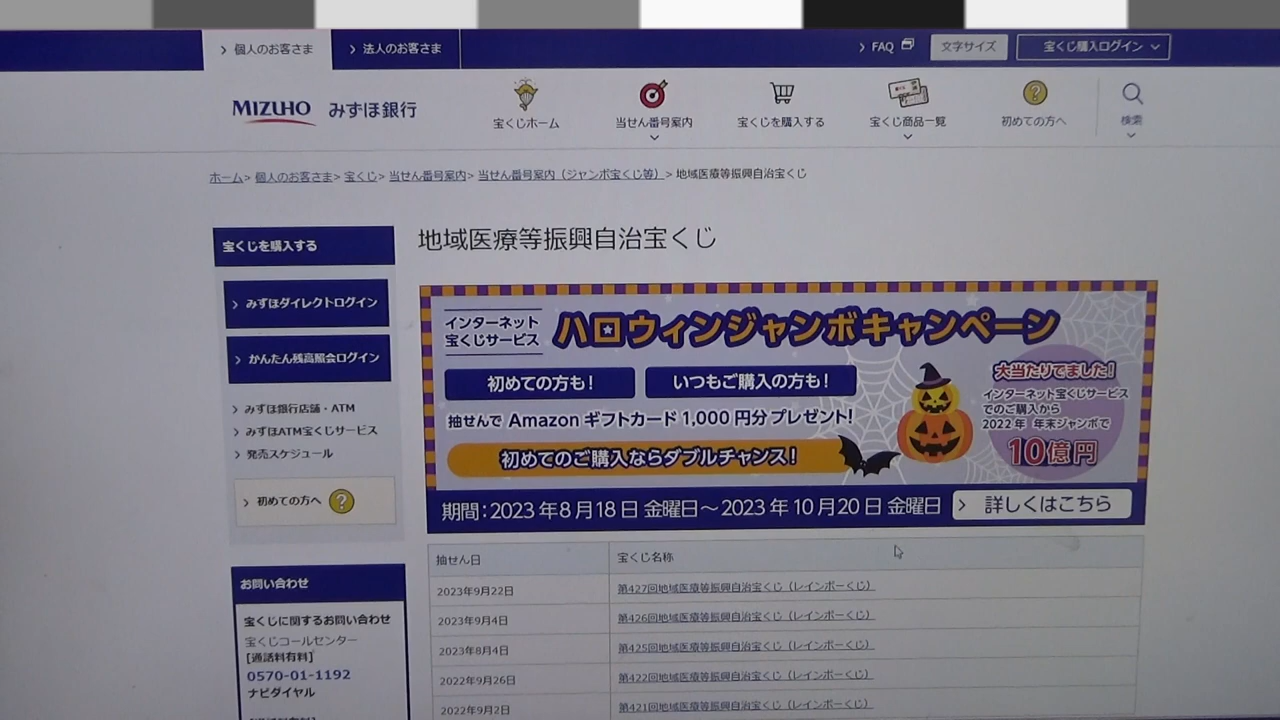 個人のお客さま
法人のお客さま
FAQ
文字サイズ
宝くじ購入ログイン
MIZUHO みずほ銀行
宝くじホーム
当せん番号案内
宝くじを購入する
宝くじ商品一覧
初めての方へ
検索
ホーム> 個人のお客さま> 宝くじ> 当せん番号案内> 当せん番号案内（ジャンボ宝くじ等）> 地域医療等振興自治宝くじ
宝くじを購入する
みずほダイレクトログイン
かんたん残高照会ログイン
みずほ銀行店舗・ATM
みずほATM宝くじサービス
発売スケジュール
初めての方へ ?
お問い合わせ
宝くじに関するお問い合わせ
宝くじコールセンター
[通話料有料]
0570-01-1192
ナビダイヤル
地域医療等振興自治宝くじ
インターネット
宝くじサービス
ハロウィンジャンボキャンペーン
初めての方も!
いつもご購入の方も!
抽せんで Amazon ギフトカード 1,000 円分 プレゼント!
初めてのご購入ならダブルチャンス!
大当たりでました!
インターネット宝くじサービス
でのご購入から
2022年 年末ジャンボで
10億円
期間：2023年8月18日 金曜日～2023年10月20日 金曜日
詳しくはこちら
抽せん日 宝くじ名称
2023年9月22日 第427回地域医療等振興自治宝くじ（レインボーくじ）
2023年9月4日 第426回地域医療等振興自治宝くじ（レインボーくじ）
2023年8月4日 第425回地域医療等振興自治宝くじ（レインボーくじ）
2022年9月26日 第422回地域医療等振興自治宝くじ（レインボーくじ）
2022年9月2日 第421回地域医療等振興自治宝くじ（レインボーくじ）